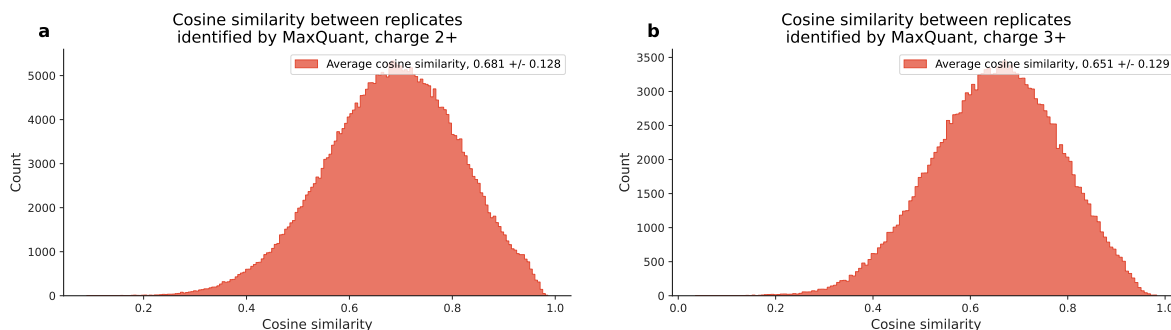 a
Cosine similarity between replicates
identified by MaxQuant, charge 2+
Average cosine similarity, 0.681 +/- 0.128
Count
5000
4000
3000
2000
1000
0
0.2 0.4 0.6 0.8 1.0
Cosine similarity
b
Cosine similarity between replicates
identified by MaxQuant, charge 3+
Average cosine similarity, 0.651 +/- 0.129
Count
3500
3000
2500
2000
1500
1000
500
0
0.0 0.2 0.4 0.6 0.8 1.0
Cosine similarity